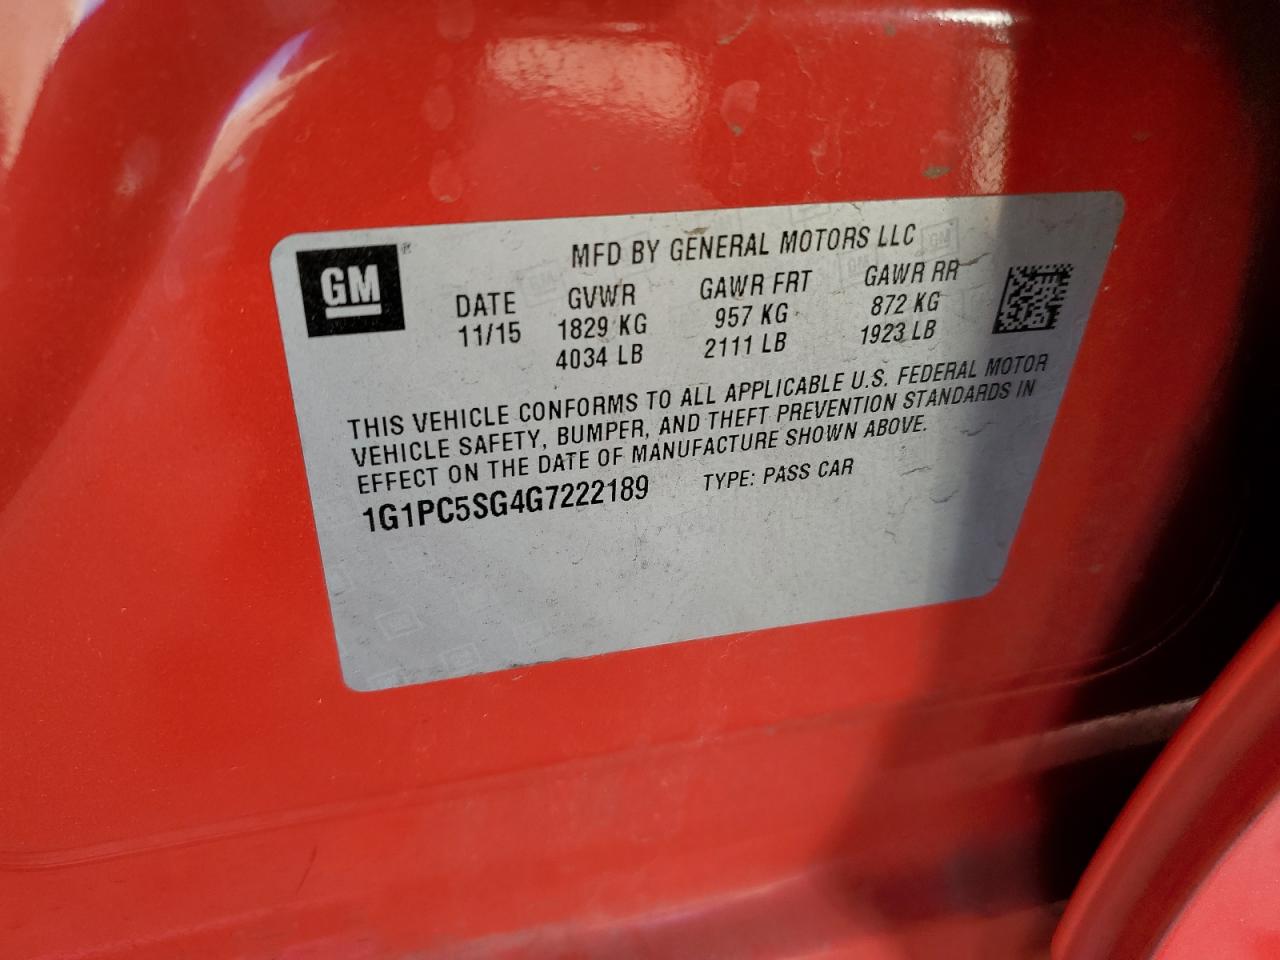 GM
MFD BY GENERAL MOTORS LLC
DATE GVWR GAWR FRT GAWR RR
11/15 1829 KG 957 KG 872 KG
4034 LB 2111 LB 1923 LB
THIS VEHICLE CONFORMS TO ALL APPLICABLE U.S. FEDERAL MOTOR
VEHICLE SAFETY, BUMPER, AND THEFT PREVENTION STANDARDS IN
EFFECT ON THE DATE OF MANUFACTURE SHOWN ABOVE.
1G1PC5SG4G7222189 TYPE: PASS CAR